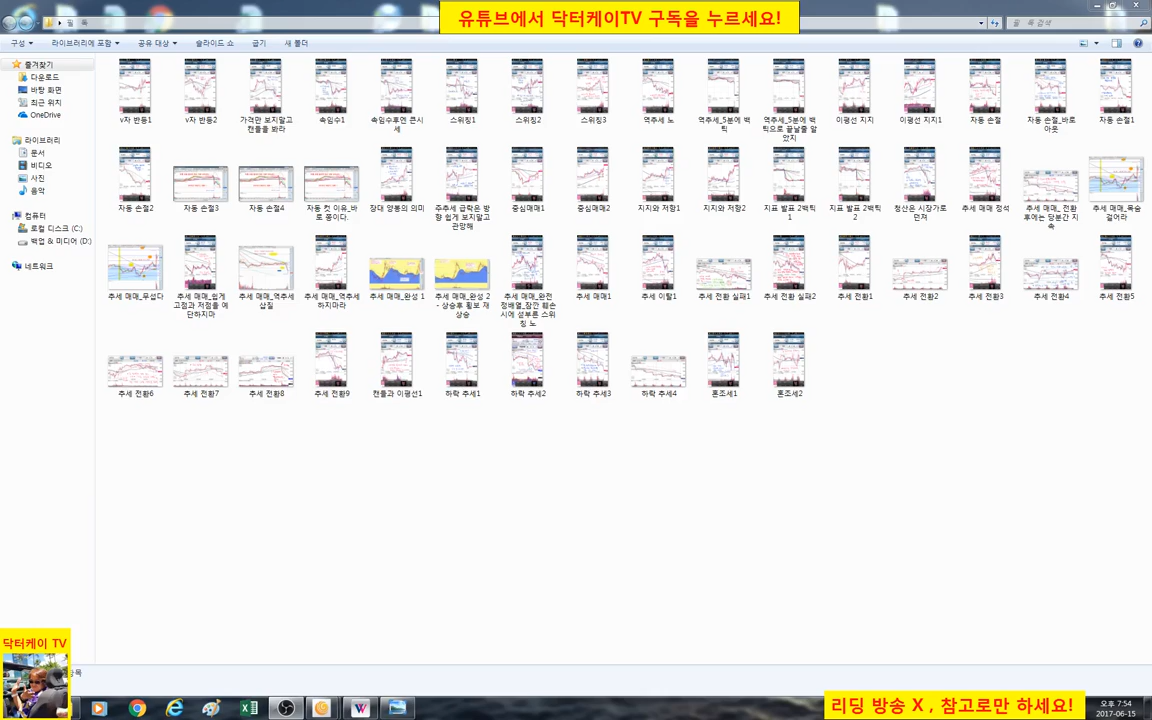 유튜브에서 닥터케이TV 구독을 누르세요!
필 독
필 독 검색
구성
라이브러리에 포함
공유 대상
슬라이드 쇼
굽기
새 폴더
즐겨찾기
다운로드
바탕 화면
최근 위치
OneDrive
라이브러리
문서
비디오
사진
음악
컴퓨터
로컬 디스크 (C:)
백업 & 미디어 (D:)
네트워크
v자 반등1
v자 반등2
가격만 보지말고
캔들을 봐라
속임수1
속임수후엔 큰시
세
스위칭1
스위칭2
스위칭3
역추세 노
역추세_5분에 백
틱
역추세_5분에 백
틱으로 끝날줄 알
았지
이평선 지지
이평선 지지1
자동 손절
자동 손절_바로
아웃
자동 손절1
자동 손절2
자동 손절3
자동 손절4
자동 컷 이유_바
로 쫑이다.
장대 양봉의 의미
주추세 급락은 방
향 쉽게 보지말고
관망해
중심매매1
중심매매2
지지와 저항1
지지와 저항2
지표 발표 2백틱
1
지표 발표 2백틱
2
청산은 시장가로
던져
추세 매매 정석
추세 매매_ 전환
후에는 당분간 지
속
추세 매매_목숨
걸어라
추세 매매_무섭다
추세 매매_쉽게
고점과 저점을 예
단하지마
추세 매매_역추세
삽질
추세 매매_역추세
하지마라
추세 매매_완성 1
추세 매매_완성 2
- 상승후 횡보 재
상승
추세 매매_완전
정배열_잠깐 훼손
시에 섣부른 스위
칭 노
추세 매매1
추세 이탈1
추세 전환 실패1
추세 전환 실패2
추세 전환1
추세 전환2
추세 전환3
추세 전환4
추세 전환5
추세 전환6
추세 전환7
추세 전환8
추세 전환9
캔들과 이평선1
하락 추세1
하락 추세2
하락 추세3
하락 추세4
혼조세1
혼조세2
닥터케이 TV
리딩 방송 X , 참고로만 하세요!
오후 7:54
2017-06-15